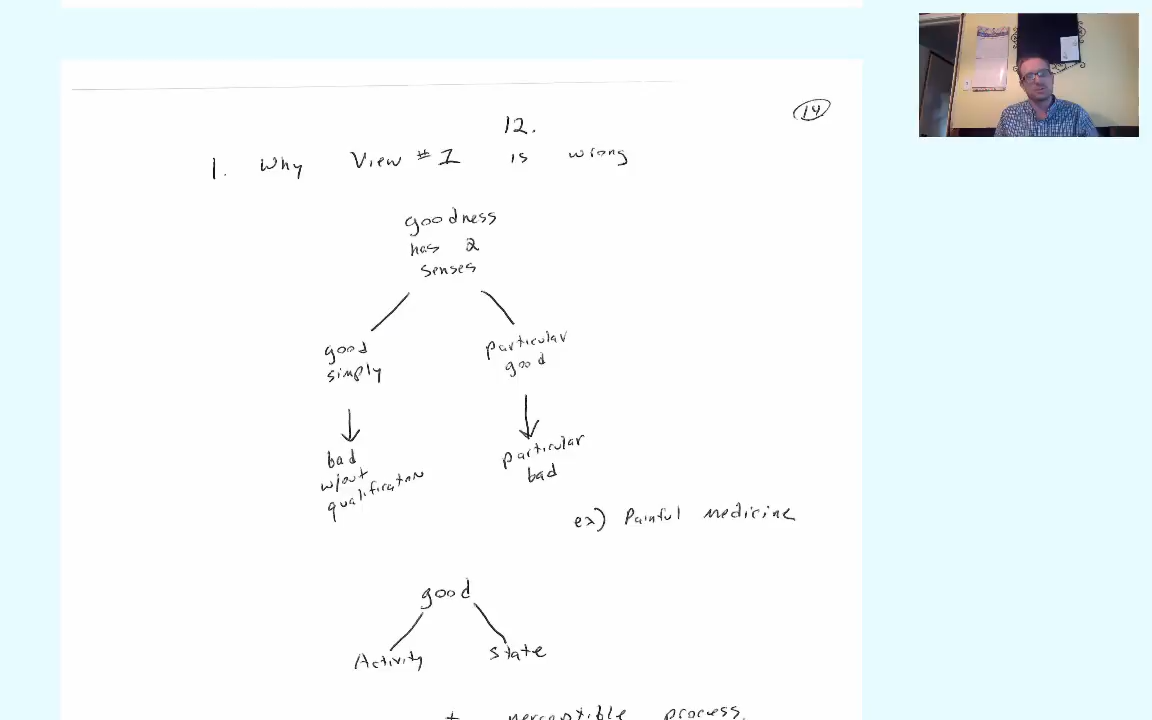 14
12.
1. Why View #1 is wrong
goodness
has 2
senses
good
simply
particular
good
bad
w/out
qualification
particular
bad
ex) Painful medicine
good
Activity
State
perceptible process.